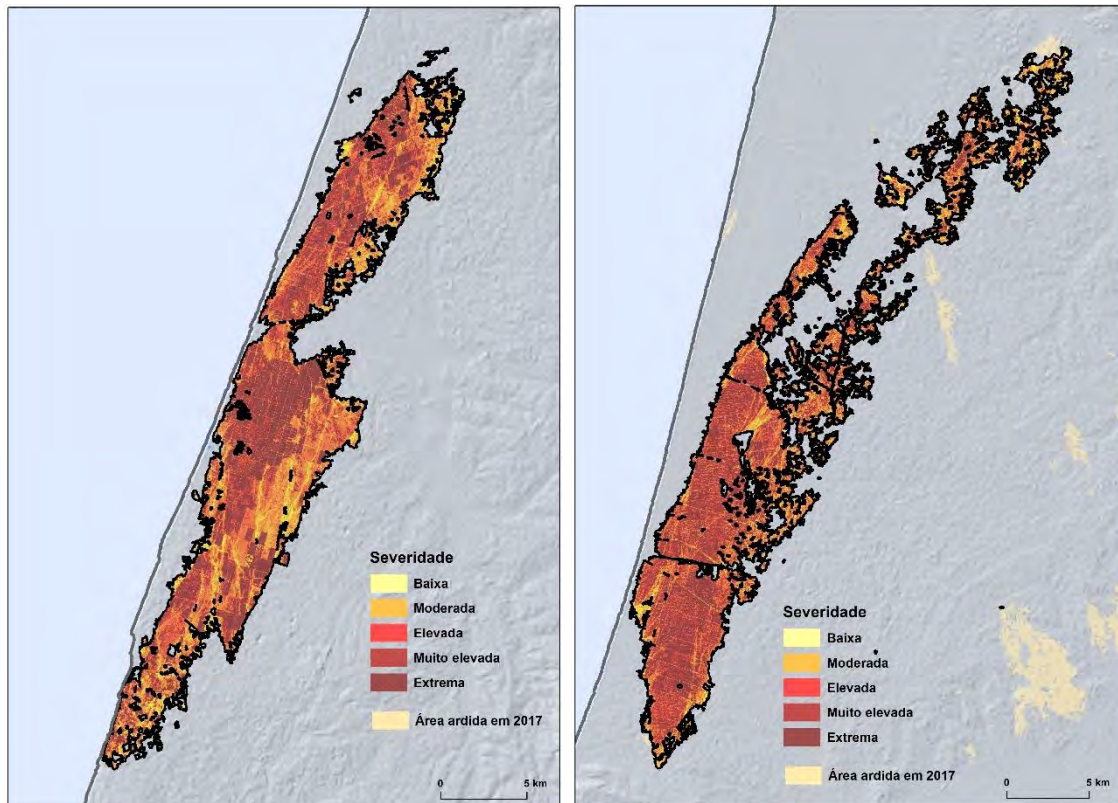 Severidade
Baixa
Moderada
Elevada
Muito elevada
Extrema
Área ardida em 2017
0 5 km
Severidade
Baixa
Moderada
Elevada
Muito elevada
Extrema
Área ardida em 2017
0 5 km